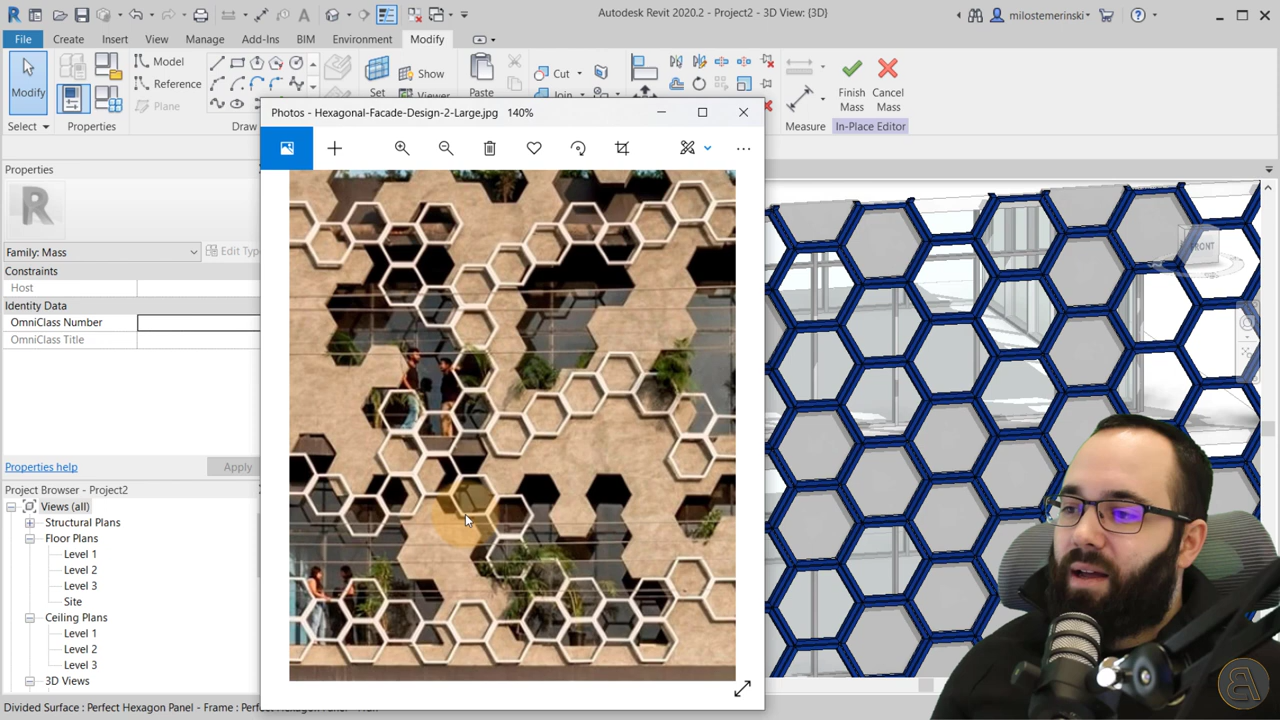 Autodesk Revit 2020.2 - Project2 - 3D View: {3D}
milostemerinski
File Create Insert View Manage Add-Ins BIM Environment Modify
Modify
Model
Reference
Plane
Set
Show
Viewer
Paste
Cut
Join
Finish Mass
Cancel Mass
Select Properties Draw Measure In-Place Editor
Photos - Hexagonal-Facade-Design-2-Large.jpg 140%
Properties
R
Family: Mass
Edit Type
Constraints
Host
Identity Data
OmniClass Number
OmniClass Title
Properties help
Apply
Project Browser - Project2
Views (all)
Structural Plans
Floor Plans
Level 1
Level 2
Level 3
Site
Ceiling Plans
Level 1
Level 2
Level 3
3D Views
FRONT
Divided Surface : Perfect Hexagon Panel - Frame :